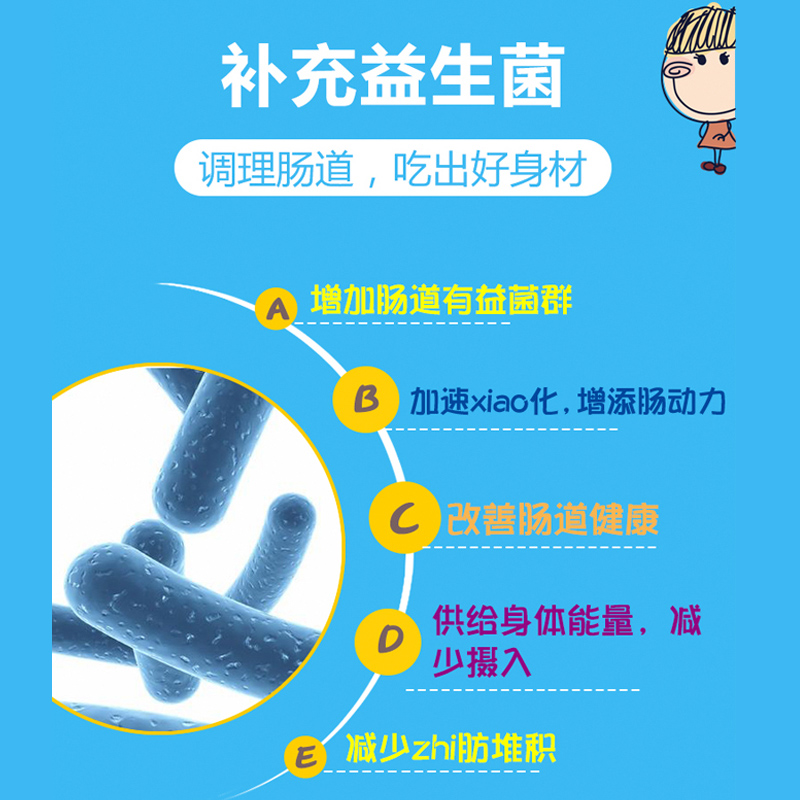 补充益生菌
调理肠道，吃出好身材
A 增加肠道有益菌群
B 加速xiao化，增添肠动力
C 改善肠道健康
D 供给身体能量，减
少摄入
E 减少zhi肪堆积